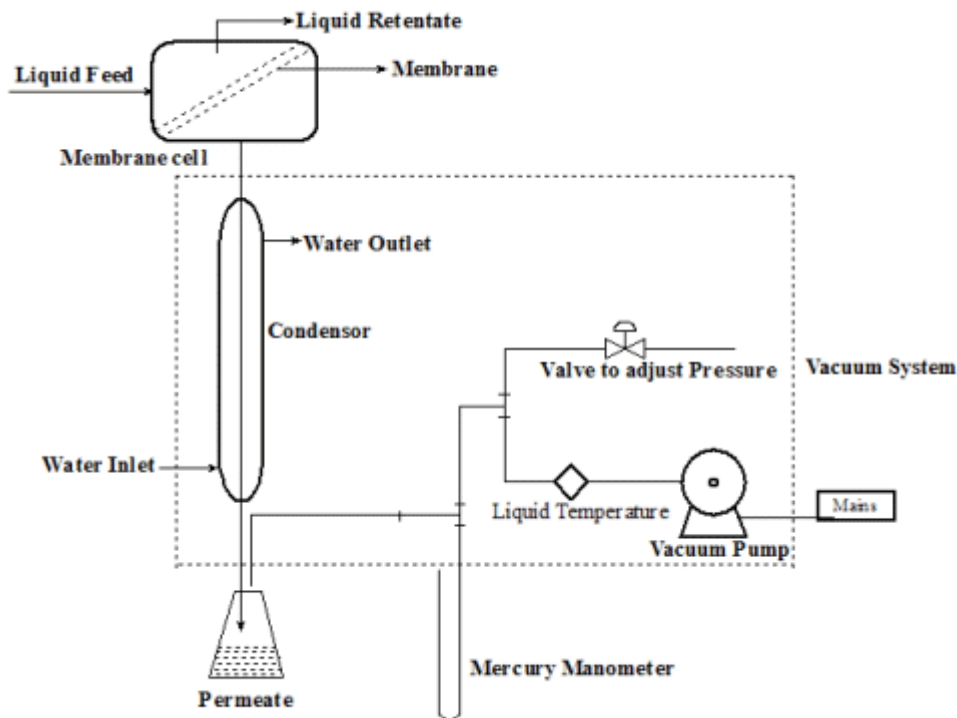 Liquid Retentate
Liquid Feed
Membrane
Membrane cell
Water Outlet
Condensor
Valve to adjust Pressure
Vacuum System
Water Inlet
Liquid Temperature
Mains
Vacuum Pump
Mercury Manometer
Permeate